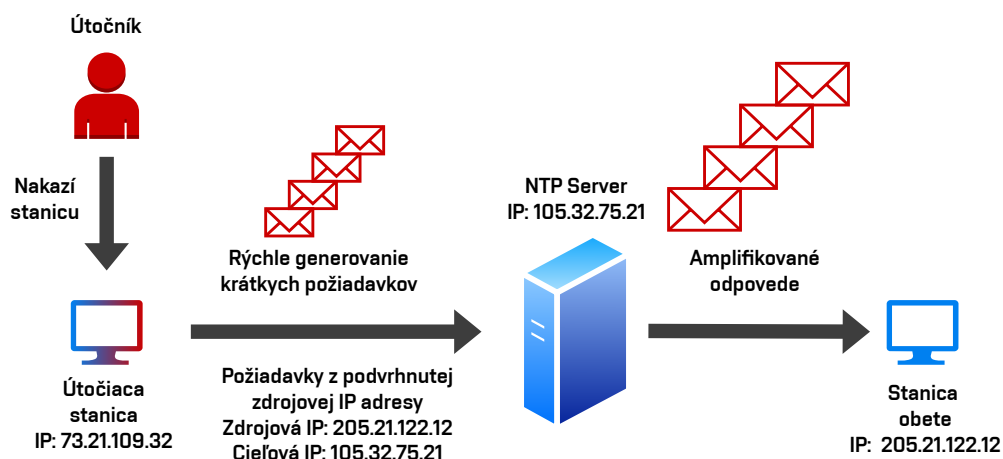 Útočník
Nakazí
stanicu
Útočiaca
stanica
IP: 73.21.109.32
Rýchle generovanie
krátkych požiadavkov
Požiadavky z podvrhnutej
zdrojovej IP adresy
Zdrojová IP: 205.21.122.12
Cieľová IP: 105.32.75.21
NTP Server
IP: 105.32.75.21
Amplifikované
odpovede
Stanica
obete
IP: 205.21.122.12